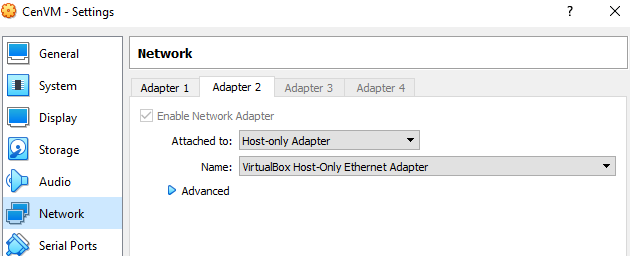 CenVM - Settings
? ×
General
System
Display
Storage
Audio
Network
Serial Ports
Network
Adapter 1 Adapter 2 Adapter 3 Adapter 4
Enable Network Adapter
Attached to: Host-only Adapter
Name: VirtualBox Host-Only Ethernet Adapter
Advanced